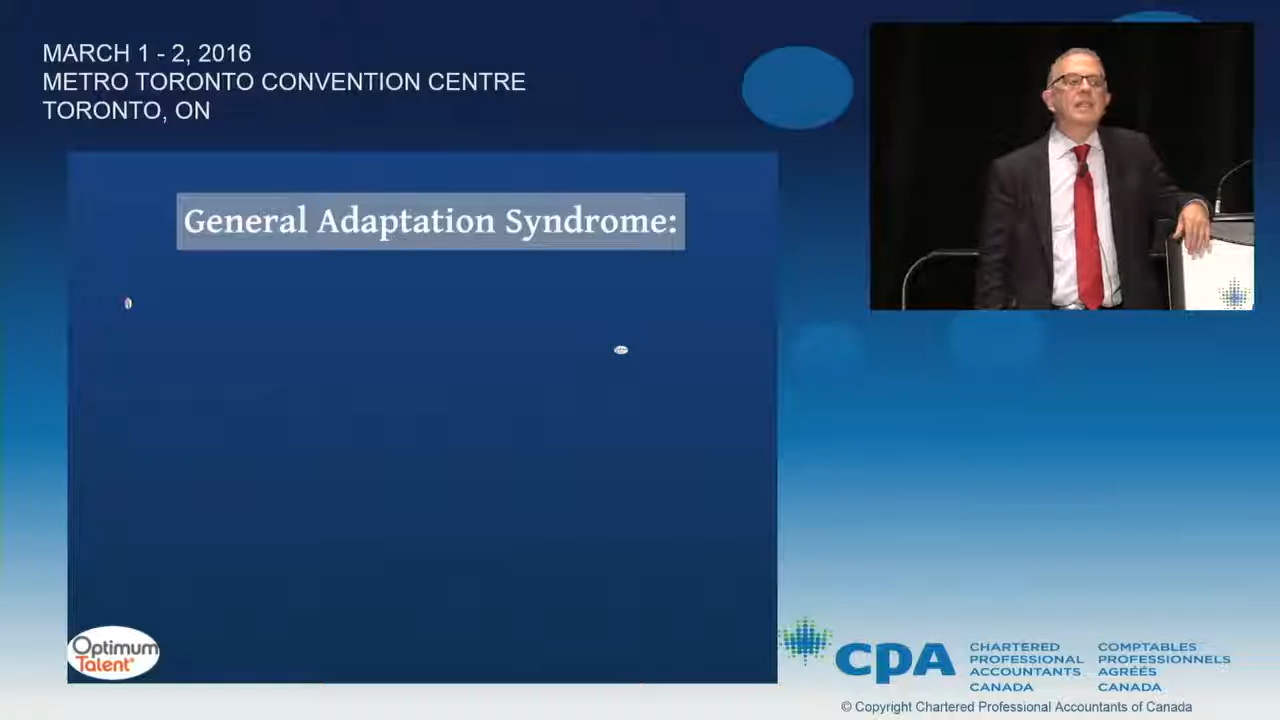 MARCH 1 - 2, 2016
METRO TORONTO CONVENTION CENTRE
TORONTO, ON
General Adaptation Syndrome:
Optimum
Talent
CPA
CHARTERED
PROFESSIONAL
ACCOUNTANTS
CANADA
COMPTABLES
PROFESSIONNELS
AGRÉÉS
CANADA
© Copyright Chartered Professional Accountants of Canada